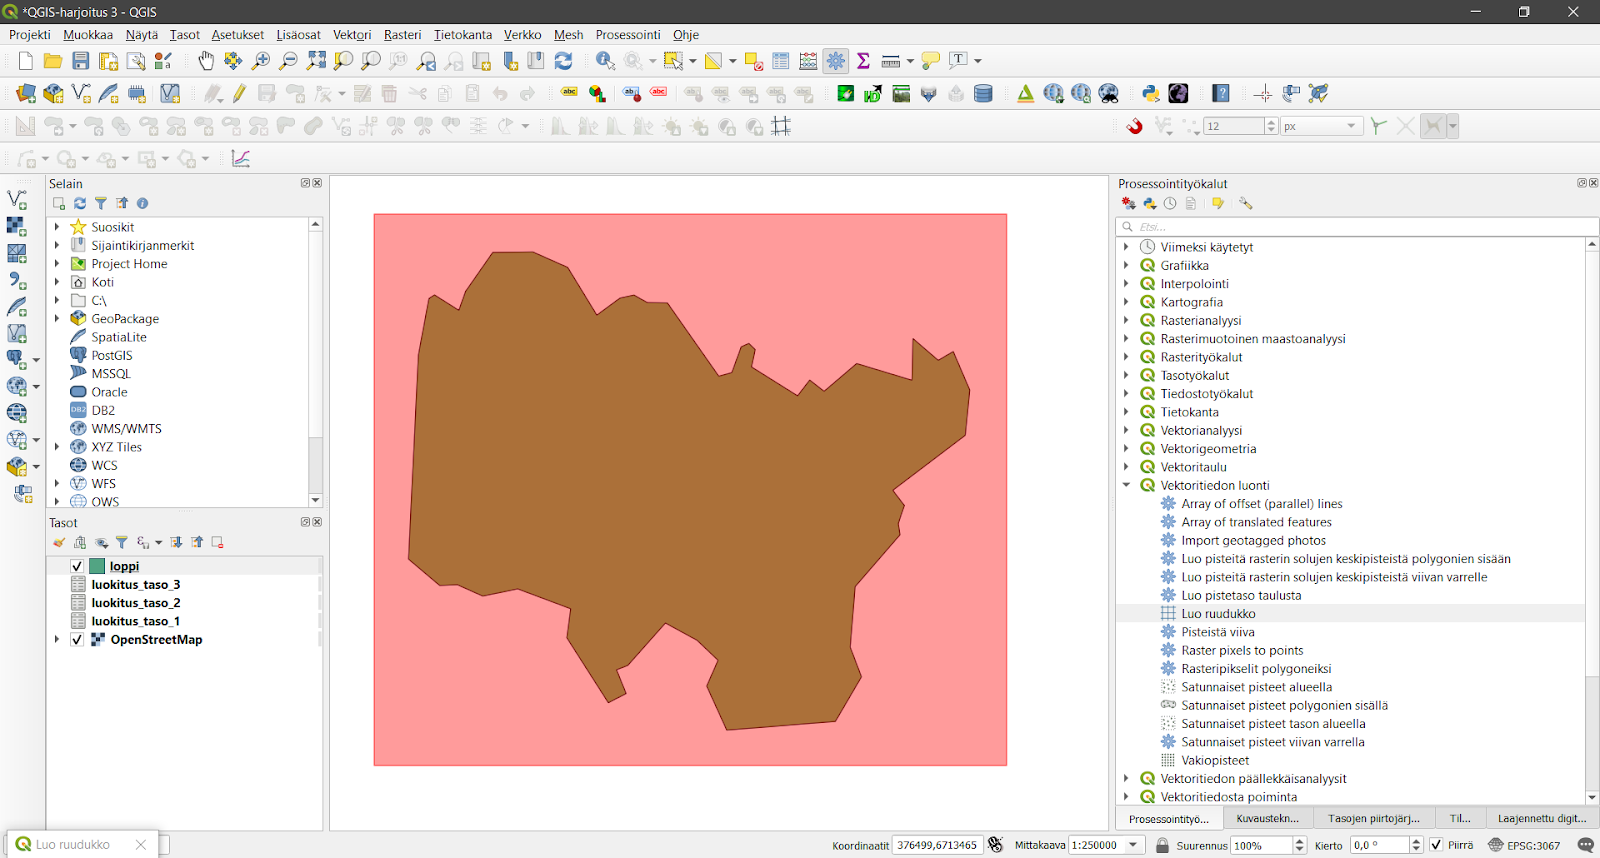 *QGIS-harjoitus 3 - QGIS
Projekti Muokkaa Näytä Tasot Asetukset Lisäosat Vektori Rasteri Tietokanta Verkko Mesh Prosessointi Ohje
12 px
Selain
Suosikit
Sijaintikirjanmerkit
Project Home
Koti
C:\
GeoPackage
SpatiaLite
PostGIS
MSSQL
Oracle
DB2
WMS/WMTS
XYZ Tiles
WCS
WFS
OWS
Tasot
loppi
luokitus_taso_3
luokitus_taso_2
luokitus_taso_1
OpenStreetMap
Prosessointityökalut
Etsi...
Viimeksi käytetyt
Grafiikka
Interpolointi
Kartografia
Rasterianalyysi
Rasterimuotoinen maastoanalyysi
Rasterityökalut
Tasotyökalut
Tiedostotyökalut
Tietokanta
Vektorianalyysi
Vektorigeometria
Vektoritaulu
Vektoritiedon luonti
Array of offset (parallel) lines
Array of translated features
Import geotagged photos
Luo pisteitä rasterin solujen keskipisteistä polygonien sisään
Luo pisteitä rasterin solujen keskipisteistä viivan varrelle
Luo pistetaso taulusta
Luo ruudukko
Pisteistä viiva
Raster pixels to points
Rasteripikselit polygoneiksi
Satunnaiset pisteet alueella
Satunnaiset pisteet polygonien sisällä
Satunnaiset pisteet tason alueella
Satunnaiset pisteet viivan varrella
Vakiopisteet
Vektoritiedon päällekkäisanalyysit
Vektoritiedosta poiminta
Prosessointityö... Kuvaustekn... Tasojen piirtojärj... Til... Laajennettu digit...
Luo ruudukko
Koordinaatit 376499,6713465 Mittakaava 1:250000 Suurennus 100% Kierto 0,0 ° Piirrä EPSG:3067